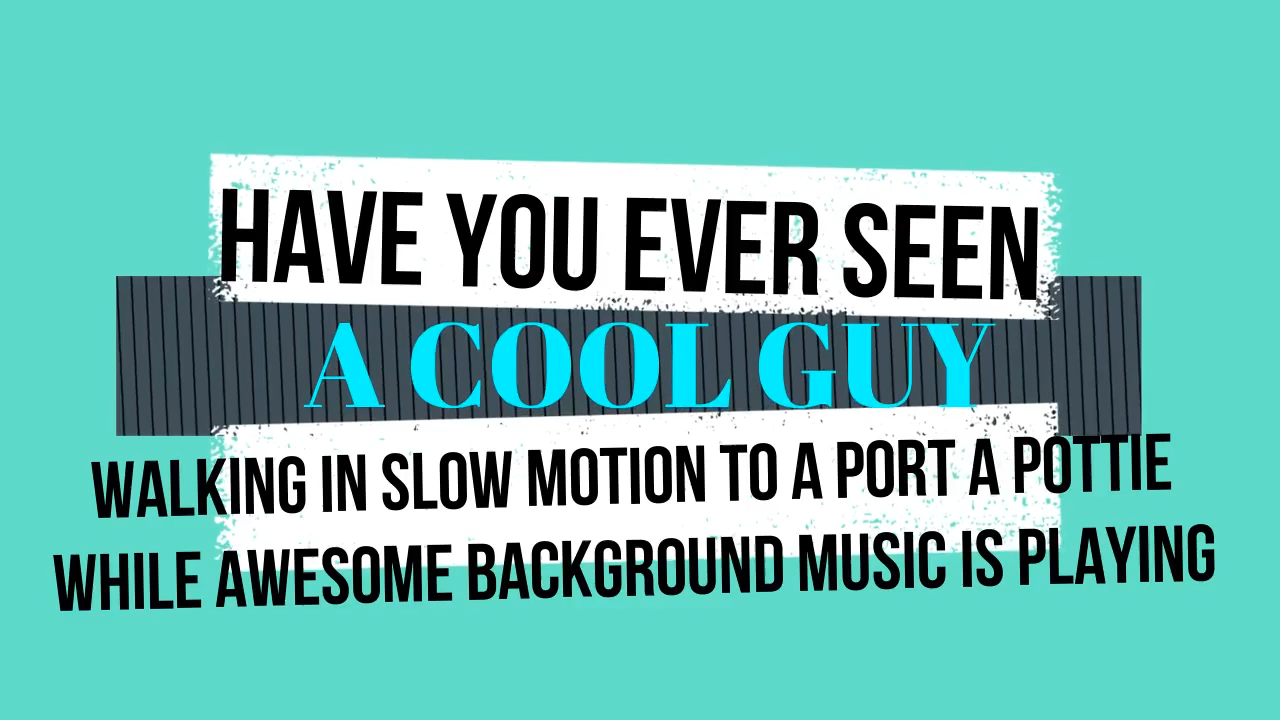 HAVE YOU EVER SEEN
A COOL GUY
WALKING IN SLOW MOTION TO A PORT A POTTIE
WHILE AWESOME BACKGROUND MUSIC IS PLAYING